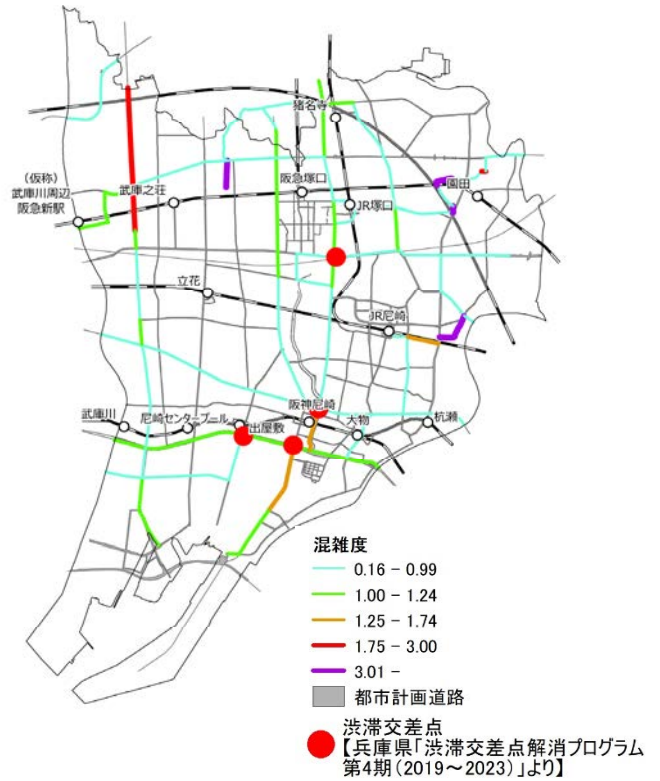 猪名寺
(仮称)
武庫川周辺
阪急新駅
武庫之荘
阪急塚口
園田
JR塚口
立花
JR尼崎
武庫川
尼崎センタープール
出屋敷
阪神尼崎
大物
杭瀬
混雑度
0.16 - 0.99
1.00 - 1.24
1.25 - 1.74
1.75 - 3.00
3.01 -
都市計画道路
渋滞交差点
【兵庫県「渋滞交差点解消プログラム
第4期(2019～2023)」より】